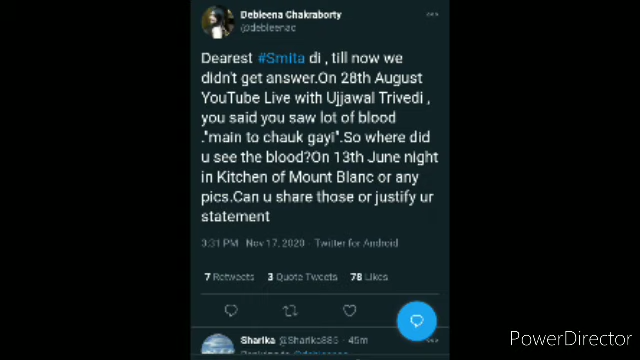 Debleena Chakraborty
@debleenac
Dearest #Smita di , till now we
didn't get answer.On 28th August
YouTube Live with Ujjawal Trivedi ,
you said you saw lot of blood
."main to chauk gayi".So where did
u see the blood?On 13th June night
in Kitchen of Mount Blanc or any
pics.Can u share those or justify ur
statement
3:31 PM · Nov 17, 2020 · Twitter for Android
7 Retweets 3 Quote Tweets 78 Likes
Sharika @Sharika886 · 45m
PowerDirector